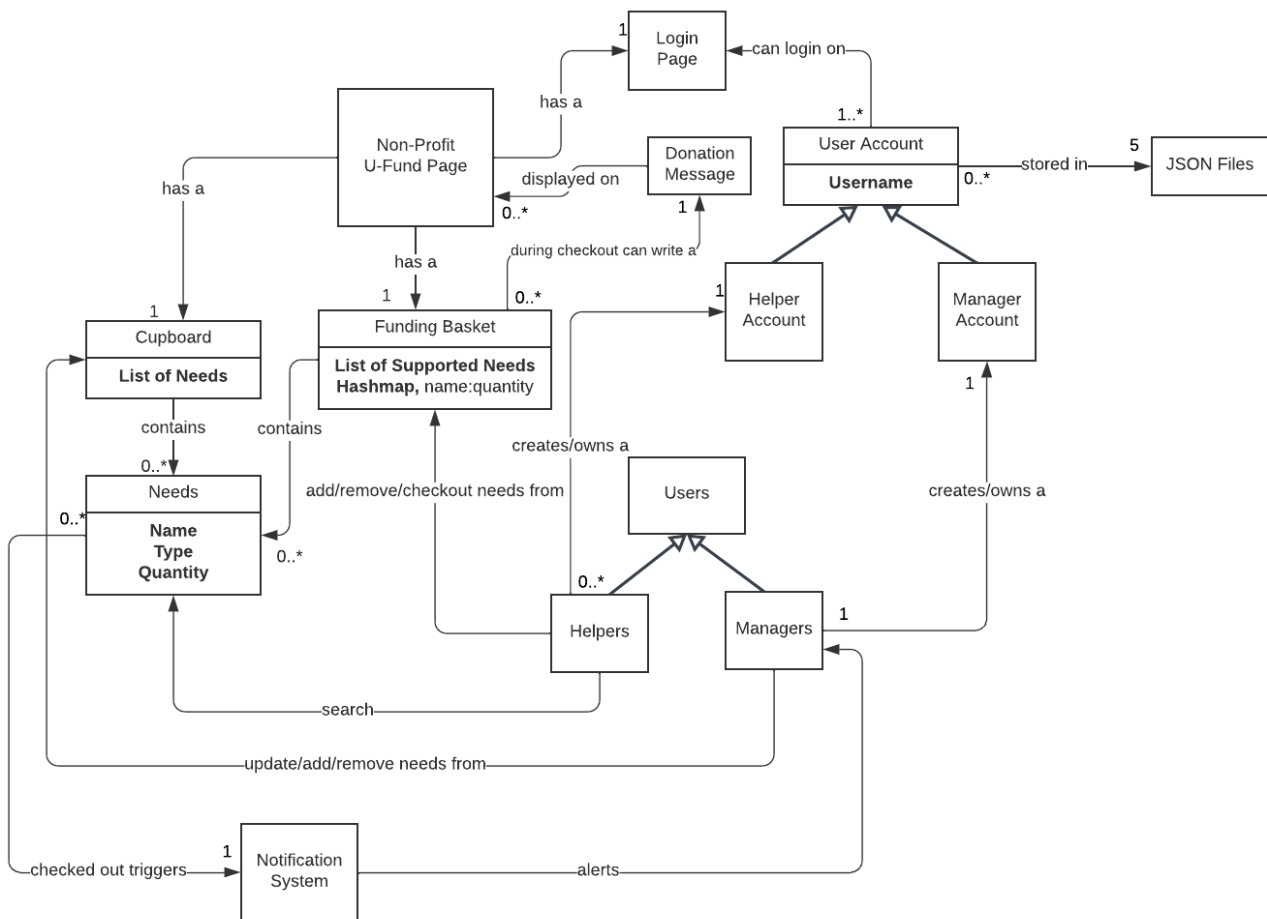 1
Login
Page
can login on
has a
1..*
Non-Profit
U-Fund Page
Donation
Message
User Account
Username
5
stored in
JSON Files
0..*
displayed on
0..*
1
has a
during checkout can write a
has a
1
0..*
1
Helper
Account
Manager
Account
1
Cupboard
List of Needs
Funding Basket
List of Supported Needs
Hashmap, name:quantity
1
contains
contains
creates/owns a
0..*
Needs
Name
Type
Quantity
0..*
0..*
add/remove/checkout needs from
Users
creates/owns a
0..*
Helpers
Managers
1
search
update/add/remove needs from
checked out triggers
1
Notification
System
alerts